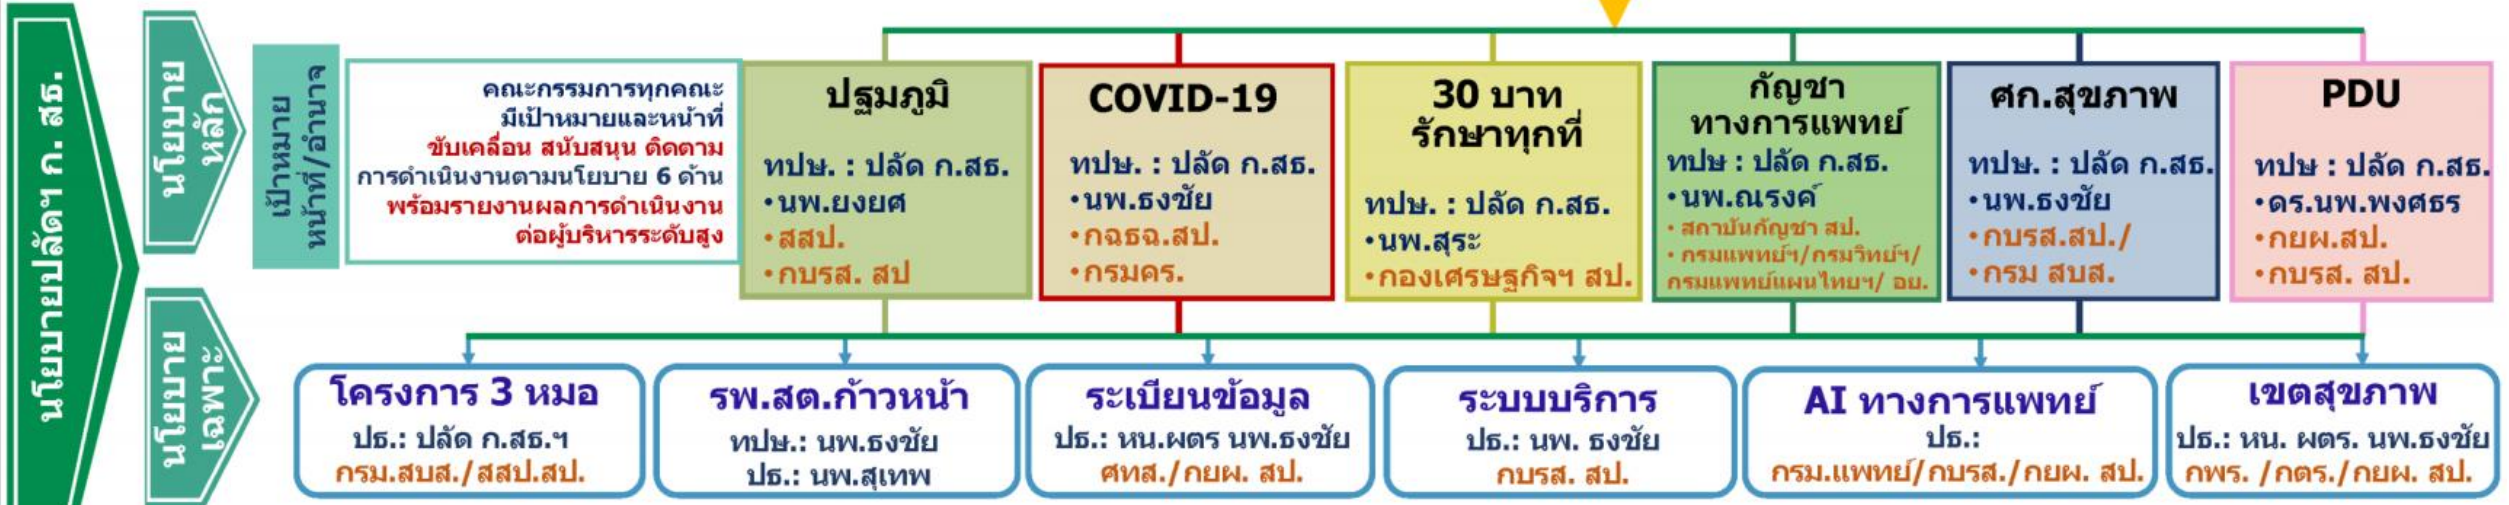 นโยบายปลัดฯ ก. สธ.
นโยบาย
หลัก
เป้าหมาย
หน้าที่/อำนาจ
คณะกรรมการทุกคณะ
มีเป้าหมายและหน้าที่
ขับเคลื่อน สนับสนุน ติดตาม
การดำเนินงานตามนโยบาย 6 ด้าน
พร้อมรายงานผลการดำเนินงาน
ต่อผู้บริหารระดับสูง
ปฐมภูมิ
ทปษ. : ปลัด ก.สธ.
•นพ.ยงยศ
•สสป.
•กบรส. สป
COVID-19
ทปษ. : ปลัด ก.สธ.
•นพ.ธงชัย
•กฉธฉ.สป.
•กรมคร.
30 บาท
รักษาทุกที่
ทปษ. : ปลัด ก.สธ.
•นพ.สุระ
•กองเศรษฐกิจฯ สป.
กัญชา
ทางการแพทย์
ทปษ : ปลัด ก.สธ.
•นพ.ณรงค์
• สถาบันกัญชา สป.
• กรมแพทย์ฯ/กรมวิทย์ฯ/
กรมแพทย์แผนไทยฯ/ อย.
ศก.สุขภาพ
ทปษ. : ปลัด ก.สธ.
•นพ.ธงชัย
•กบรส.สป./
•กรม สบส.
PDU
ทปษ : ปลัด ก.สธ.
•ดร.นพ.พงศธร
•กยผ.สป.
•กบรส. สป.
นโยบาย
เฉพาะ
โครงการ 3 หมอ
ปธ.: ปลัด ก.สธ.ฯ
กรม.สบส./สสป.สป.
รพ.สต.ก้าวหน้า
ทปษ.: นพ.ธงชัย
ปธ.: นพ.สุเทพ
ระเบียนข้อมูล
ปธ.: หน.ผตร นพ.ธงชัย
ศทส./กยผ. สป.
ระบบบริการ
ปธ.: นพ. ธงชัย
กบรส. สป.
AI ทางการแพทย์
ปธ.:
กรม.แพทย์/กบรส./กยผ. สป.
เขตสุขภาพ
ปธ.: หน. ผตร. นพ.ธงชัย
กพร. /กตร./กยผ. สป.